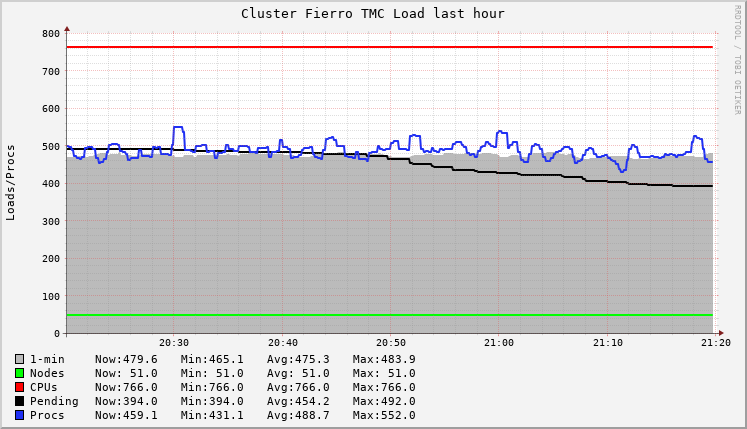 Cluster Fierro TMC Load last hour
RRDTOOL / TOBI OETIKER
Loads/Procs
800
700
600
500
400
300
200
100
0
20:30 20:40 20:50 21:00 21:10 21:20
1-min Now:479.6 Min:465.1 Avg:475.3 Max:483.9
Nodes Now: 51.0 Min: 51.0 Avg: 51.0 Max: 51.0
CPUs Now:766.0 Min:766.0 Avg:766.0 Max:766.0
Pending Now:394.0 Min:394.0 Avg:454.2 Max:492.0
Procs Now:459.1 Min:431.1 Avg:488.7 Max:552.0